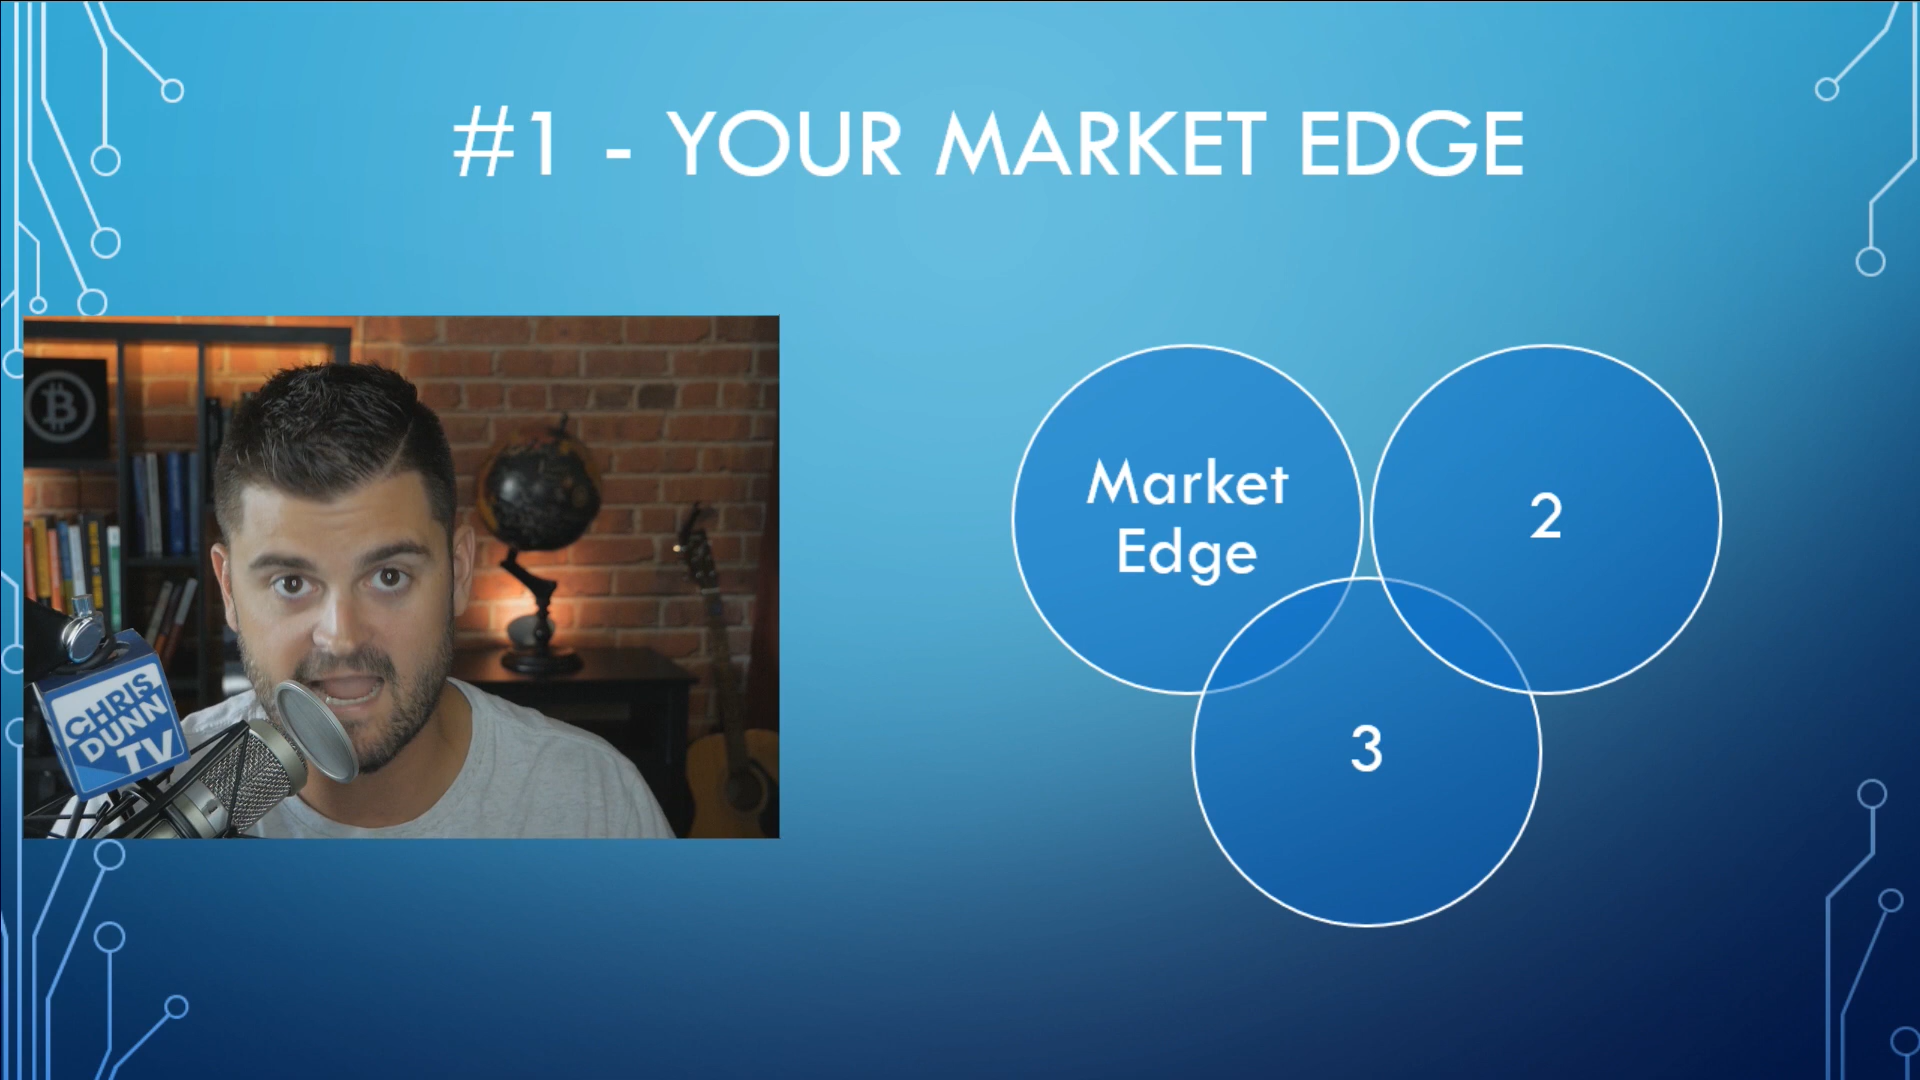 #1 - YOUR MARKET EDGE
Market
Edge
2
3
CHRIS
DUNN
TV